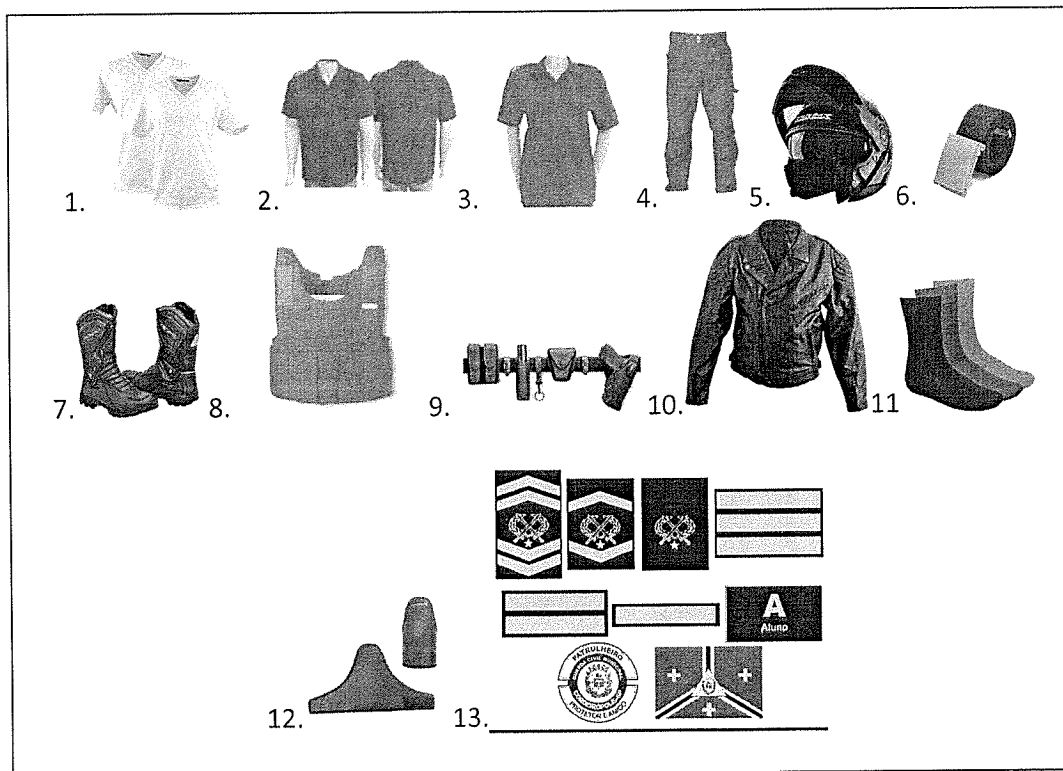 1. 2. 3. 4. 5. 6.
7. 8. 9. 10. 11
A
Aluno
PATRULHEIRO
PROTETOR E AMIGO
12. 13.